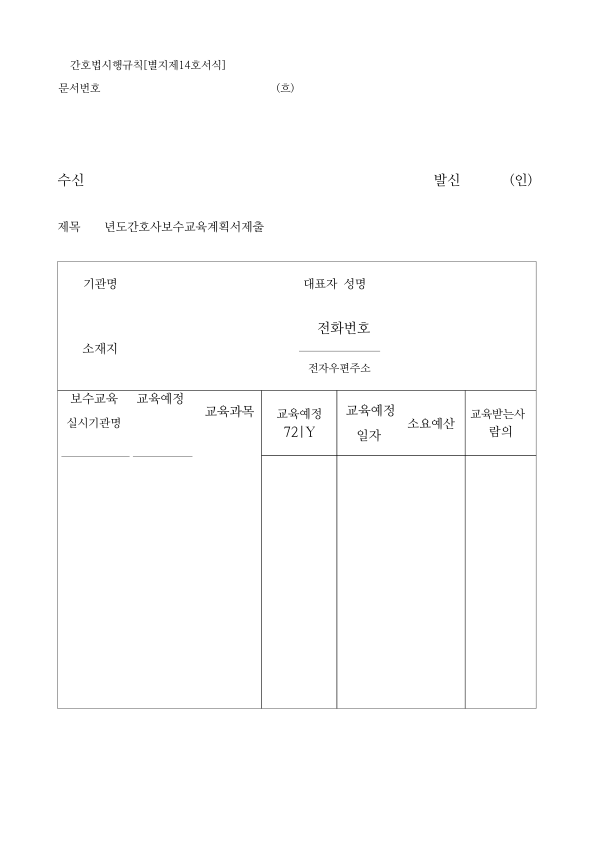 간호법시행규칙[별지제14호서식]
문서번호 (흐)
수신 발신 (인)
제목 년도간호사보수교육계획서제출
기관명 대표자 성명
소재지 전화번호
전자우편주소
보수교육
실시기관명
교육예정
교육과목
교육예정
72|Y
교육예정
일자
소요예산
교육받는사
람의